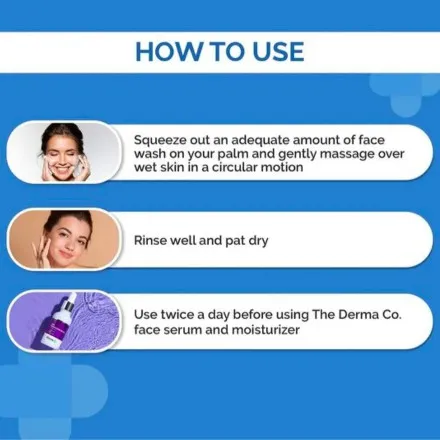 HOW TO USE
Squeeze out an adequate amount of face
wash on your palm and gently massage over
wet skin in a circular motion
Rinse well and pat dry
Use twice a day before using The Derma Co.
face serum and moisturizer